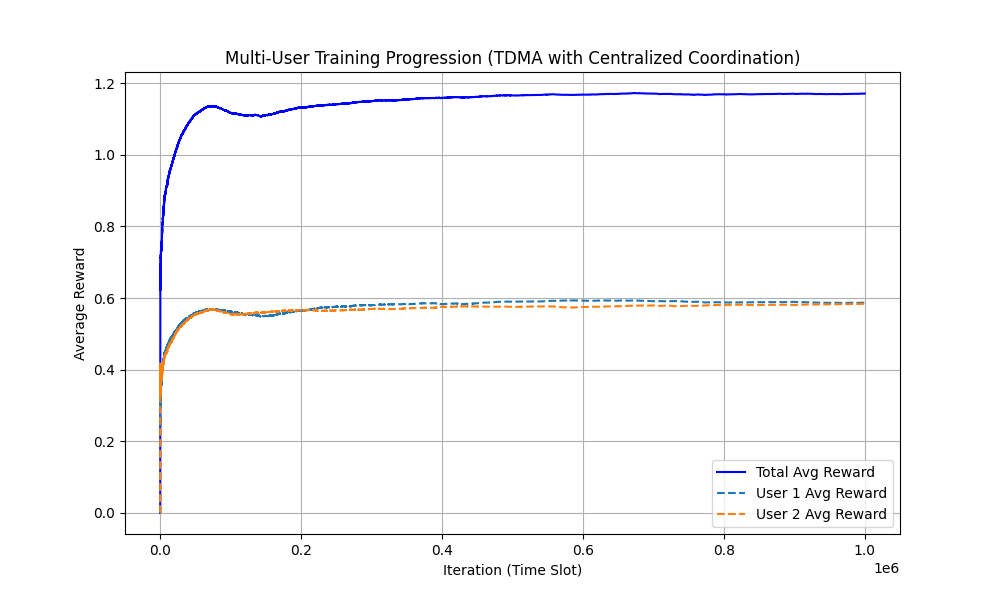 Multi-User Training Progression (TDMA with Centralized Coordination)
1.2
1.0
0.8
0.6
0.4
0.2
0.0
Average Reward
Total Avg Reward
User 1 Avg Reward
User 2 Avg Reward
0.0 0.2 0.4 0.6 0.8 1.0
1e6
Iteration (Time Slot)